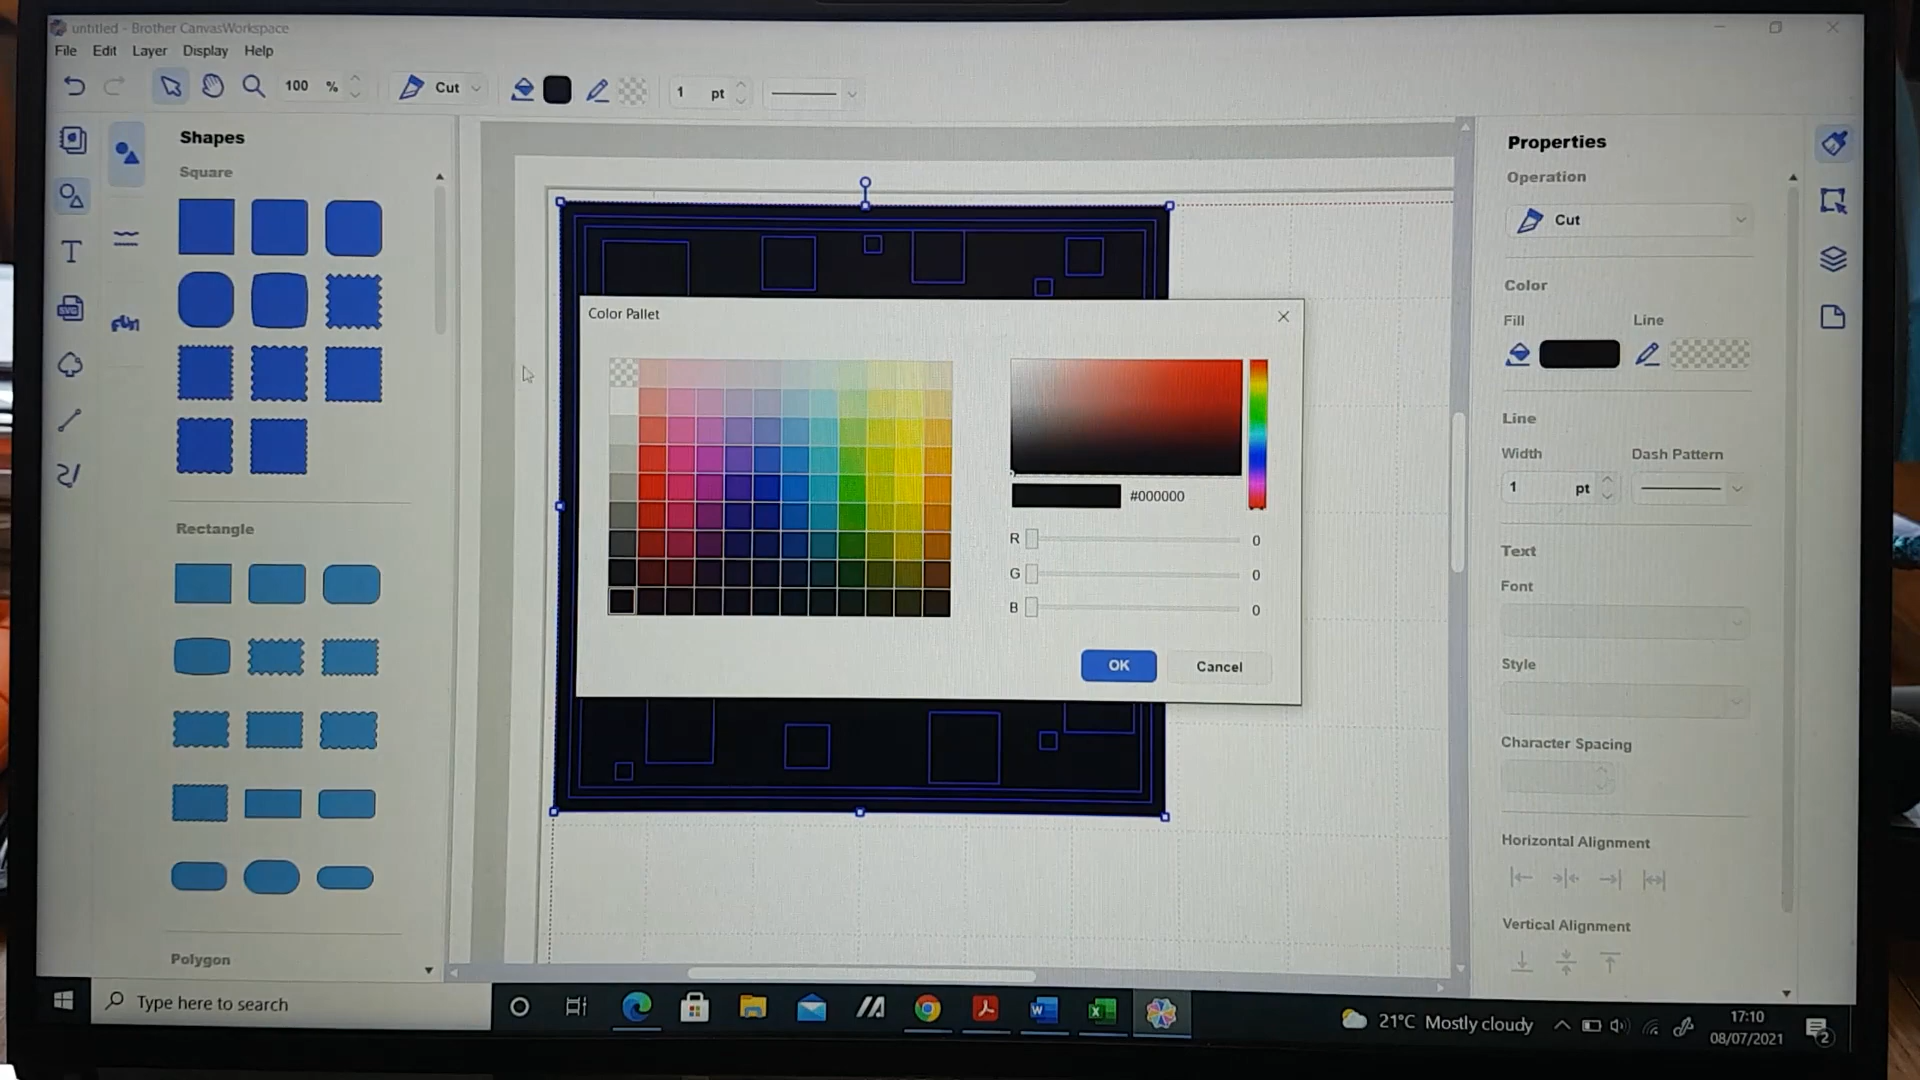 untitled - Brother CanvasWorkspace
File Edit Layer Display Help
100 % Cut 1 pt
Shapes
Square
Rectangle
Polygon
SVG
Color Pallet
#000000
R 0
G 0
B 0
OK Cancel
Properties
Operation
Cut
Color
Fill Line
Line
Width Dash Pattern
1 pt
Text
Font
Style
Character Spacing
Horizontal Alignment
Vertical Alignment
Type here to search
21°C Mostly cloudy
17:10
08/07/2021
2